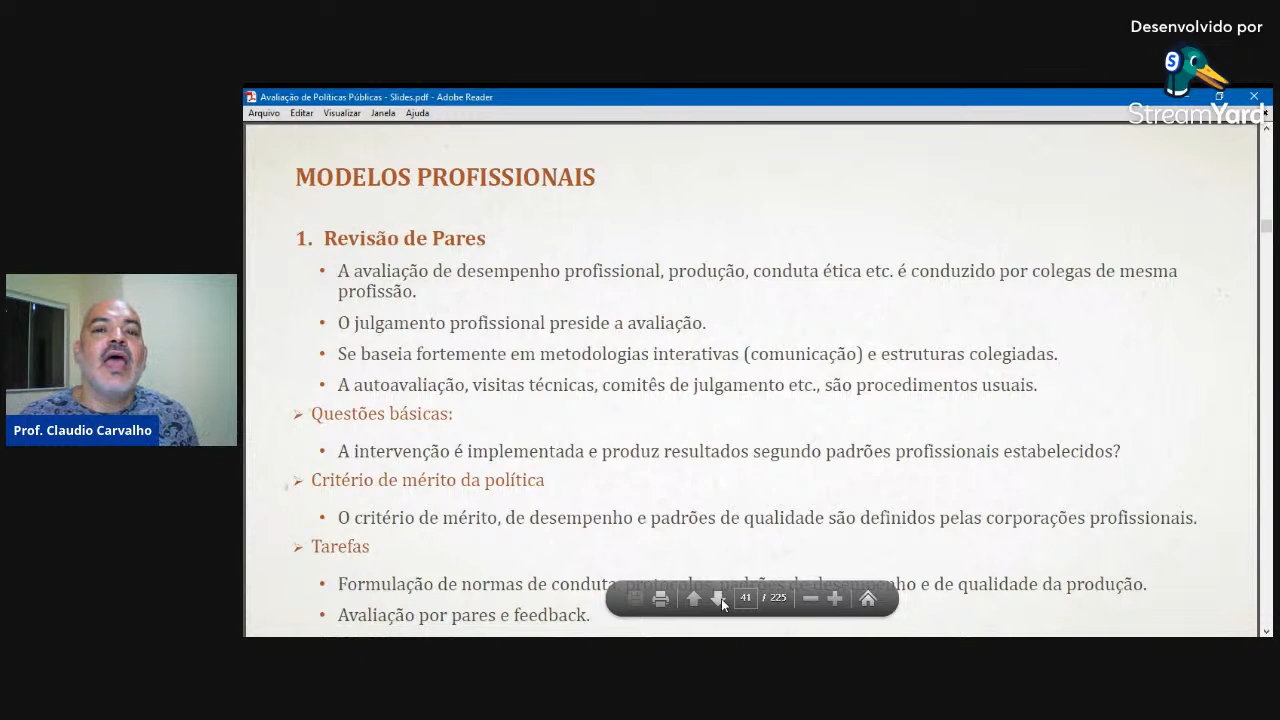 Desenvolvido por
S
StreamYard
Avaliação de Políticas Públicas - Slides.pdf - Adobe Reader
Arquivo Editar Visualizar Janela Ajuda
MODELOS PROFISSIONAIS
1. Revisão de Pares
• A avaliação de desempenho profissional, produção, conduta ética etc. é conduzido por colegas de mesma
profissão.
• O julgamento profissional preside a avaliação.
• Se baseia fortemente em metodologias interativas (comunicação) e estruturas colegiadas.
• A autoavaliação, visitas técnicas, comitês de julgamento etc., são procedimentos usuais.
➢ Questões básicas:
• A intervenção é implementada e produz resultados segundo padrões profissionais estabelecidos?
➢ Critério de mérito da política
• O critério de mérito, de desempenho e padrões de qualidade são definidos pelas corporações profissionais.
➢ Tarefas
• Formulação de normas de conduta, protocolos, padrões de desempenho e de qualidade da produção.
• Avaliação por pares e feedback.
41 / 225
Prof. Claudio Carvalho